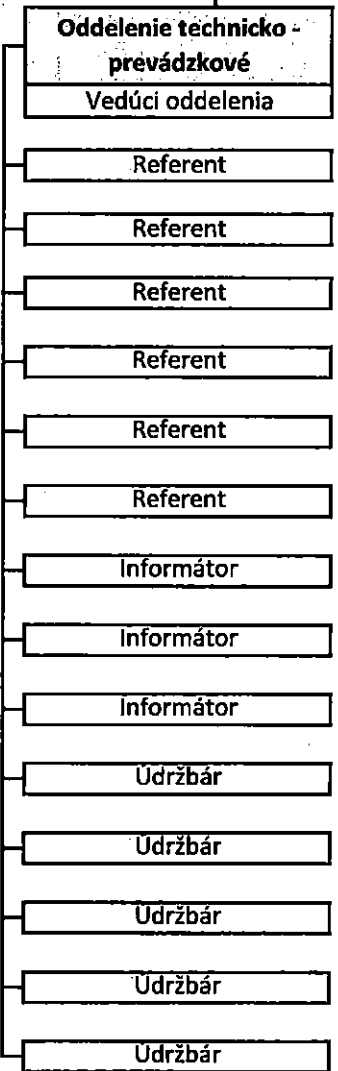 Oddelenie technicko -
prevádzkové
Vedúci oddelenia
Referent
Referent
Referent
Referent
Referent
Referent
Informátor
Informátor
Informátor
Údržbár
Údržbár
Údržbár
Údržbár
Údržbár